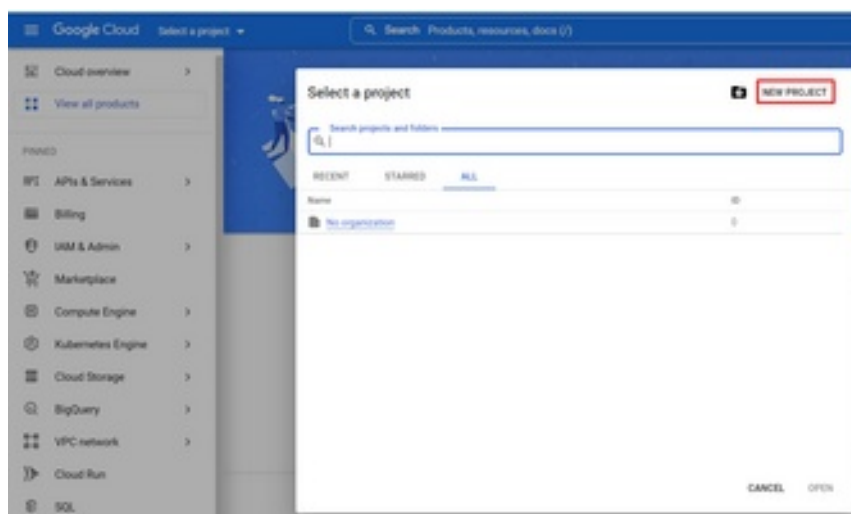 Google Cloud Select a project Search Products, resources, docs (/)
Cloud overview
View all products
PINNED
API APIs & Services
Billing
IAM & Admin
Marketplace
Compute Engine
Kubernetes Engine
Cloud Storage
BigQuery
VPC network
Cloud Run
SQL
Select a project
NEW PROJECT
Search projects and folders
RECENT STARRED ALL
Name ID
No organization 0
CANCEL OPEN